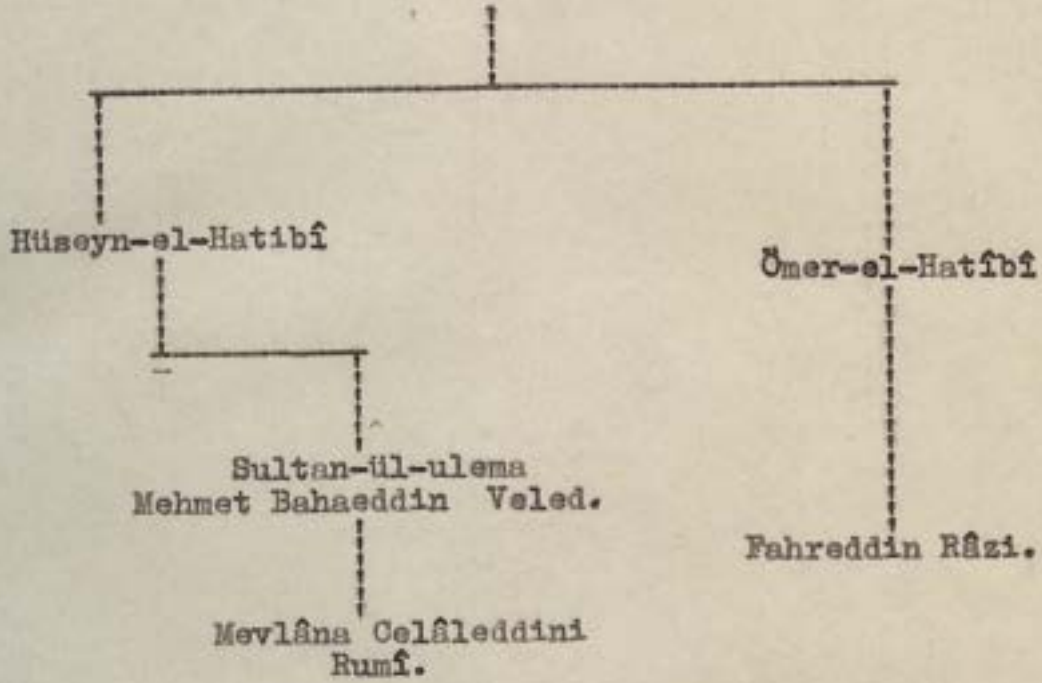 Hüseyn-el-Hatibî
Ömer-el-Hatîbî
Sultan-ül-ulema
Mehmet Bahaeddin Veled.
Fahreddin Râzi.
Mevlâna Celâleddini
Rumî.